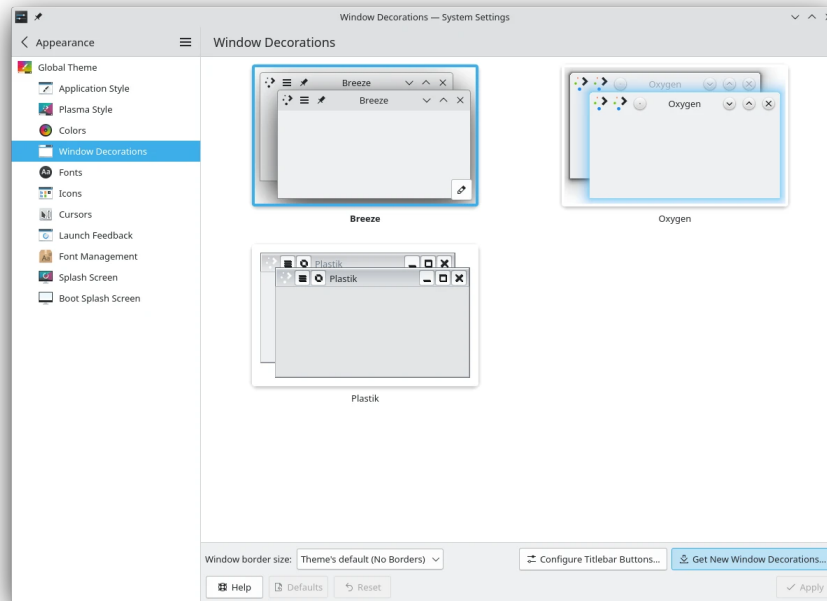 Window Decorations — System Settings
Appearance
Window Decorations
Global Theme
Application Style
Plasma Style
Colors
Window Decorations
Fonts
Icons
Cursors
Launch Feedback
Font Management
Splash Screen
Boot Splash Screen
Breeze
Breeze
Breeze
Oxygen
Oxygen
Oxygen
Plastik
Plastik
Plastik
Window border size: Theme's default (No Borders)
Configure Titlebar Buttons...
Get New Window Decorations...
Help
Defaults
Reset
Apply